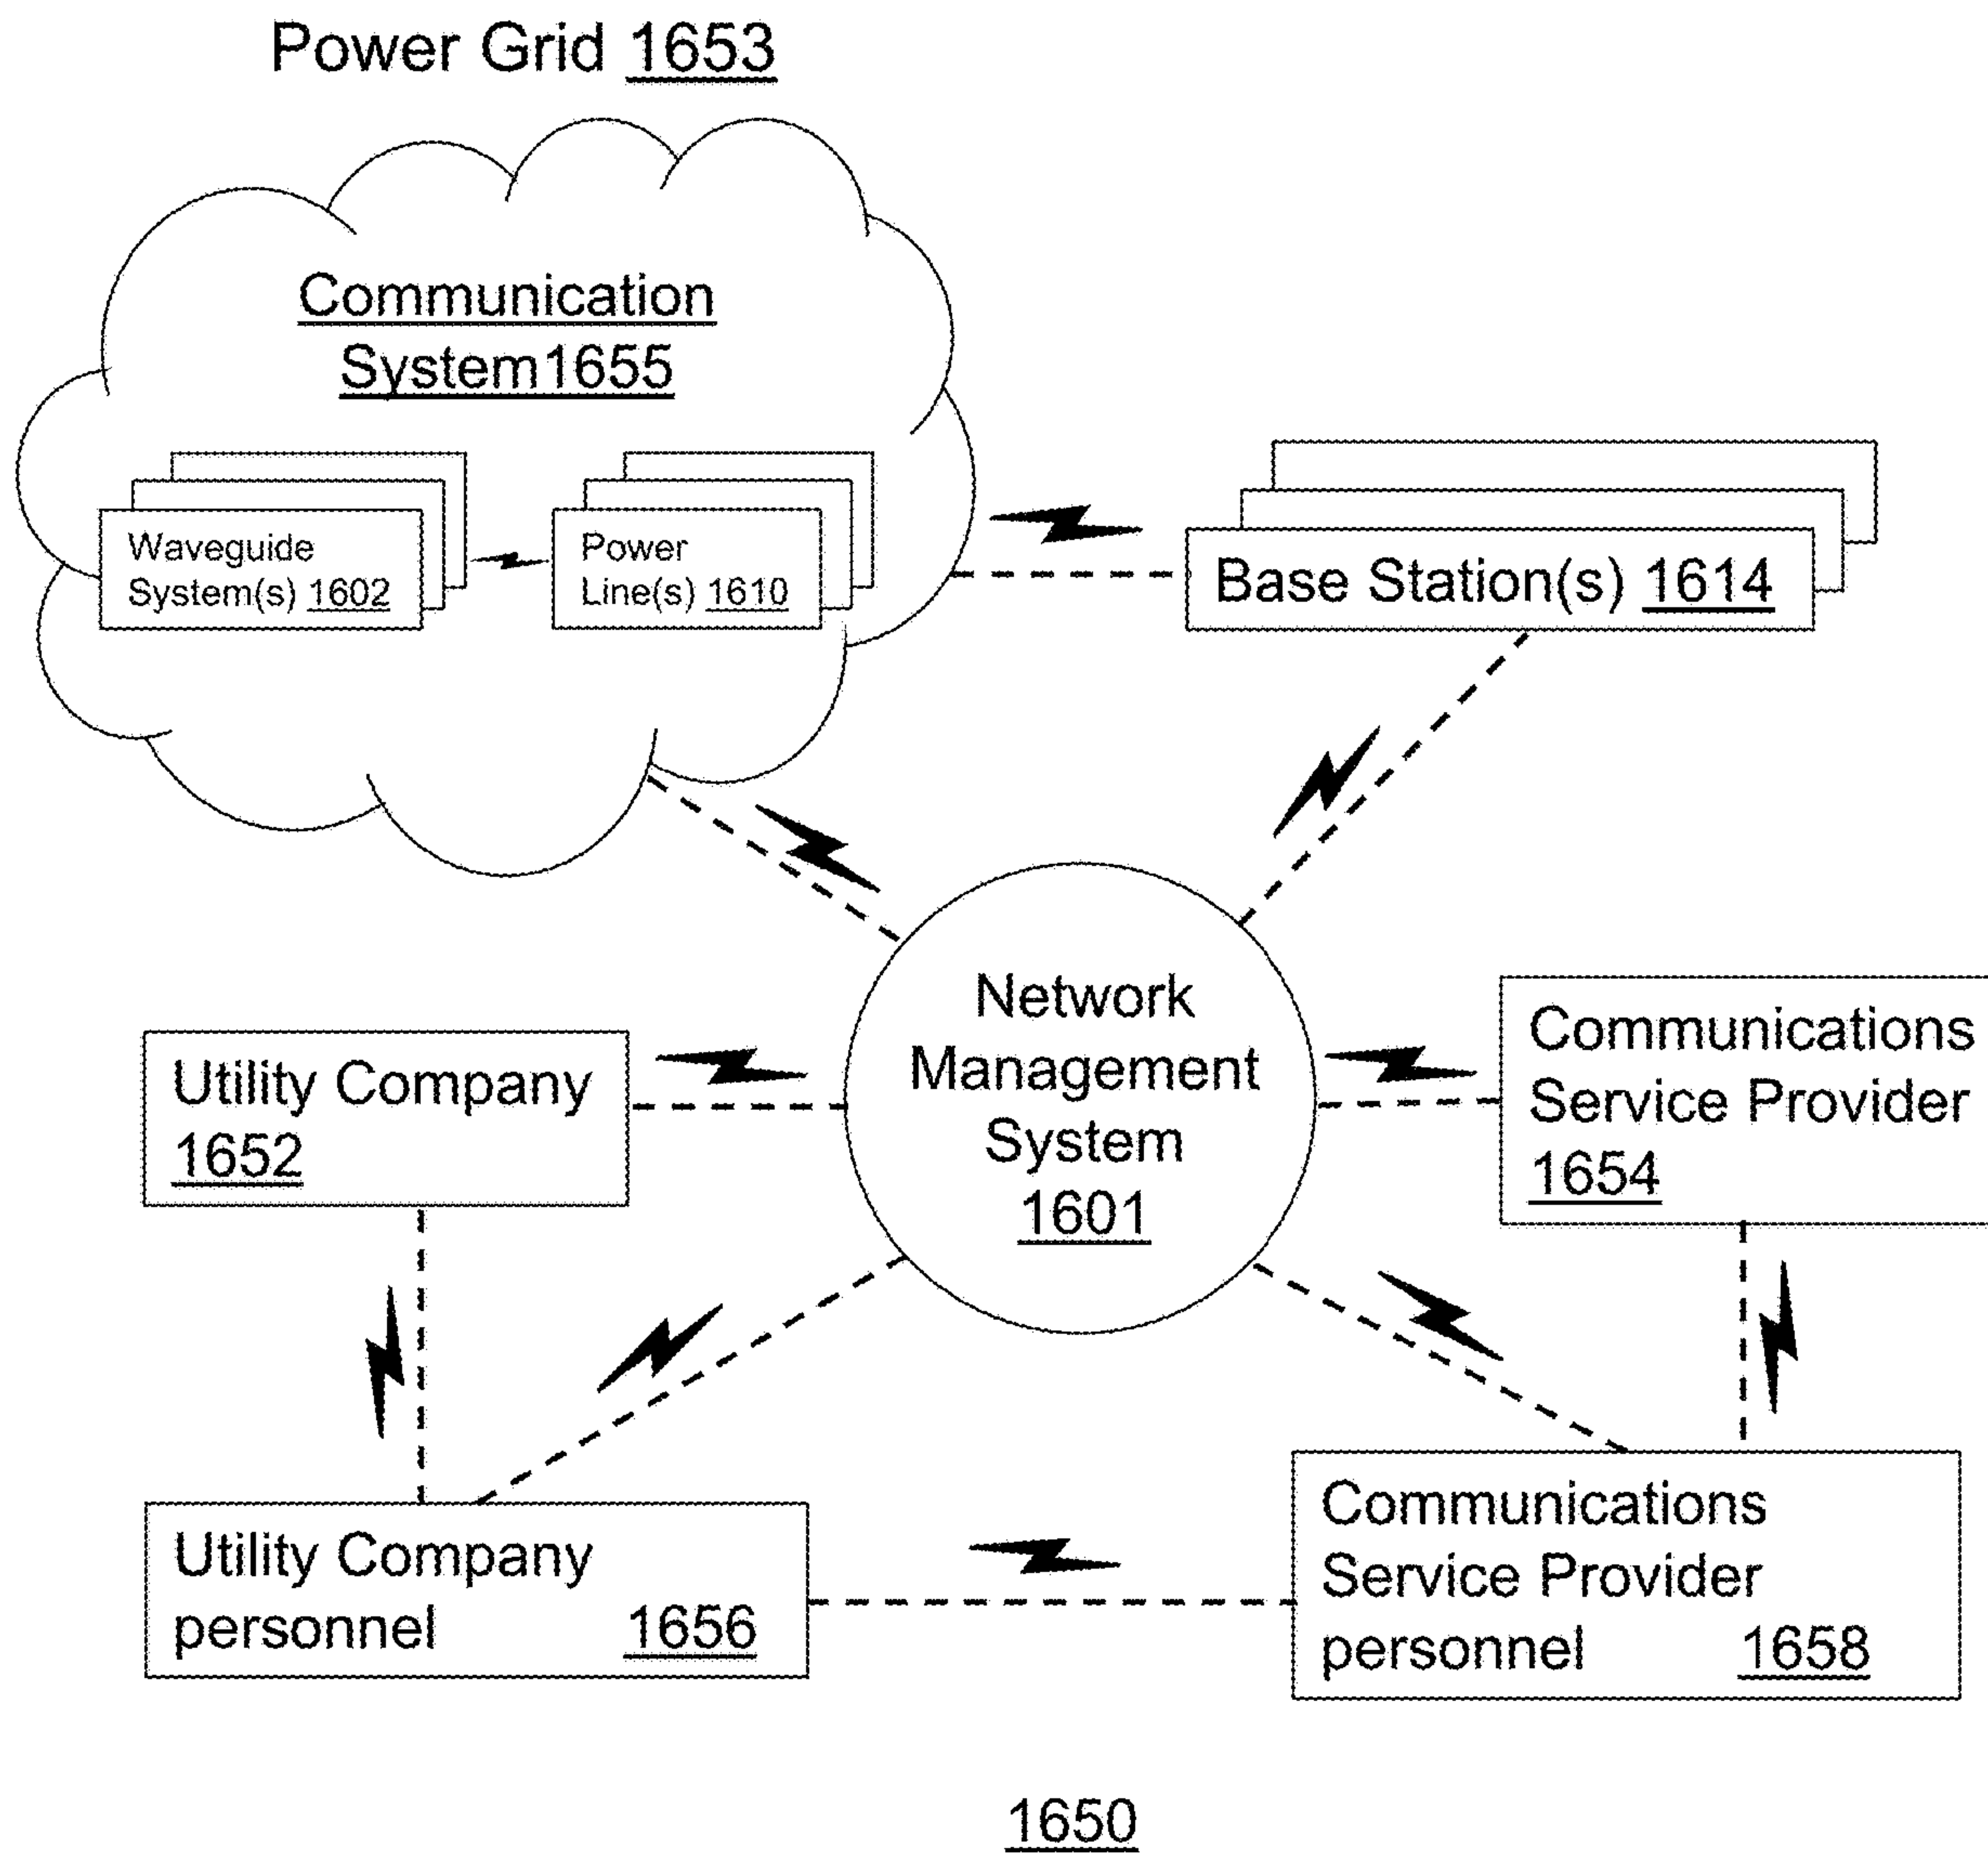 Power Grid 1653
Communication
System1655
Waveguide
System(s) 1602
Power
Line(s) 1610
Base Station(s) 1614
Network
Management
System
1601
Utility Company
1652
Communications
Service Provider
1654
Utility Company
personnel 1656
Communications
Service Provider
personnel 1658
1650